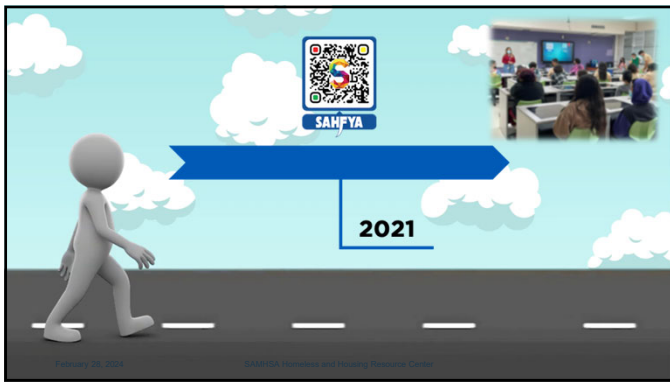 S
SAHFYA
2021
February 28, 2024
SAMHSA Homeless and Housing Resource Center